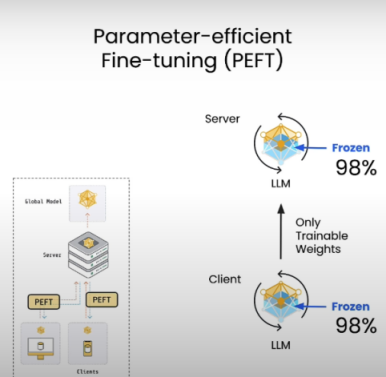 Parameter-efficient
Fine-tuning (PEFT)
Server
Frozen
98%
LLM
Only
Trainable
Weights
Client
Frozen
98%
LLM
Global Model
Server
PEFT
PEFT
Clients